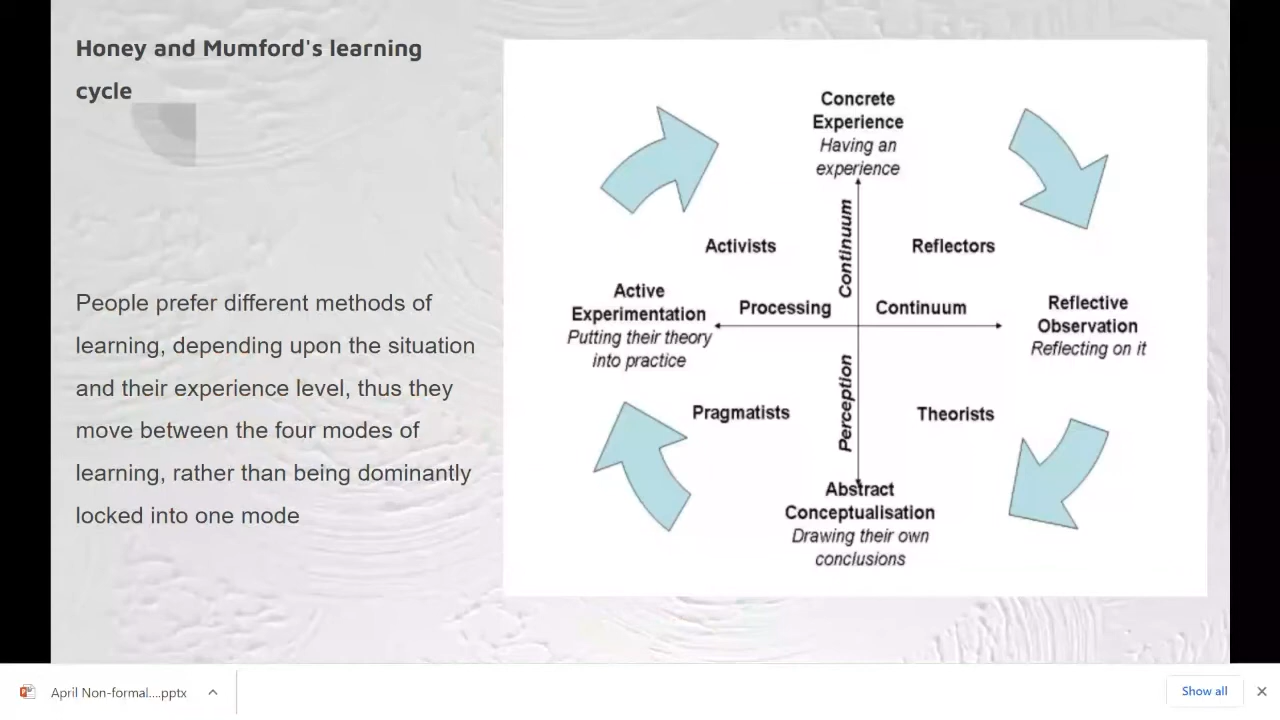 Honey and Mumford's learning
cycle
People prefer different methods of
learning, depending upon the situation
and their experience level, thus they
move between the four modes of
learning, rather than being dominantly
locked into one mode
Concrete
Experience
Having an
experience
Activists
Reflectors
Continuum
Active
Experimentation
Putting their theory
into practice
Processing
Continuum
Reflective
Observation
Reflecting on it
Pragmatists
Perception
Theorists
Abstract
Conceptualisation
Drawing their own
conclusions
April Non-formal....pptx
Show all